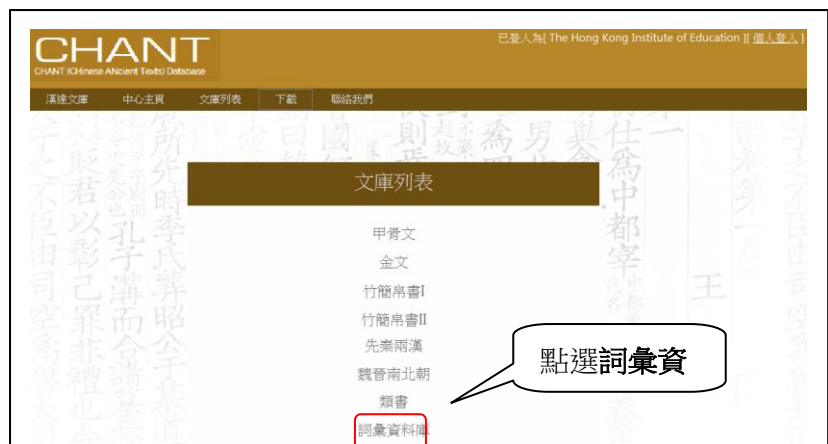 已登入為[ The Hong Kong Institute of Education ][ 個人登入 ]
CHANT
CHANT (CHinese ANcient Texts) Database
漢達文庫 中心主頁 文庫列表 下載 聯絡我們
文庫列表
甲骨文
金文
竹簡帛書I
竹簡帛書II
先秦兩漢
魏晉南北朝
類書
詞彙資料庫
點選詞彙資